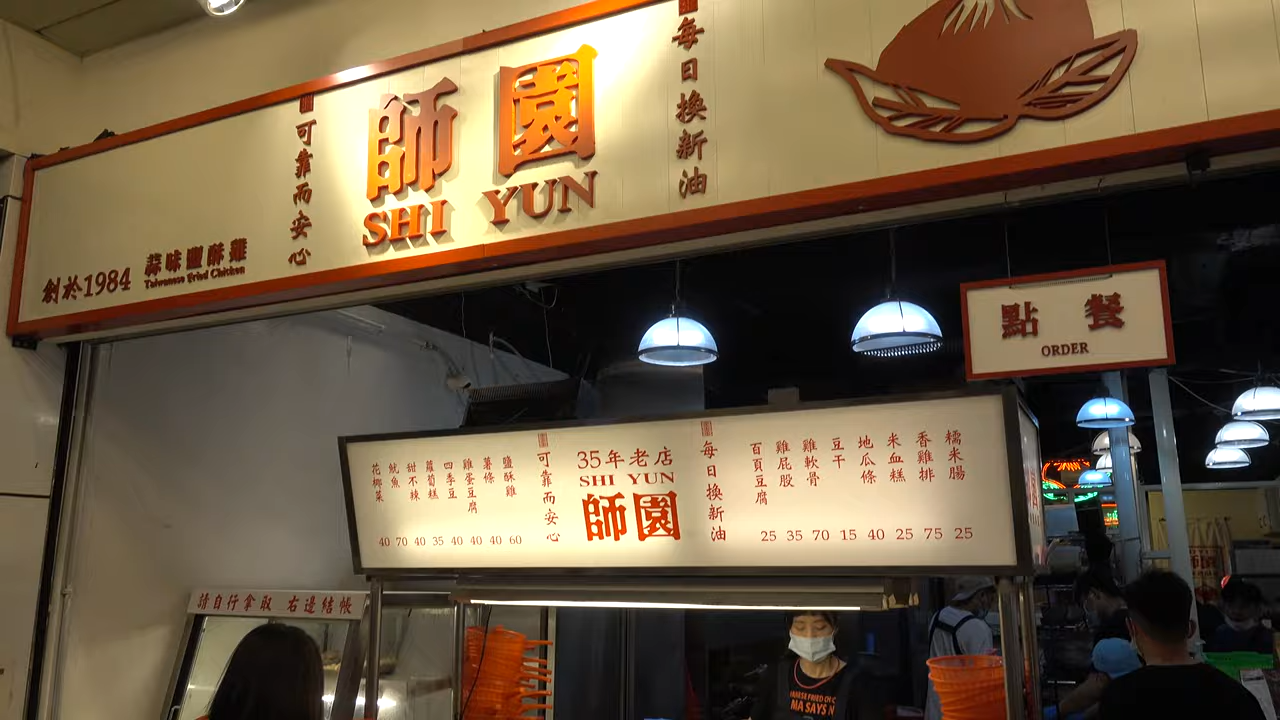 創於1984
蒜味鹽酥雞
Taiwanese Fried Chicken
可靠而安心
師園
SHI YUN
每日換新油
點餐
ORDER
花椰菜 40
魷魚 70
甜不辣 40
蘿蔔糕 35
四季豆 40
雞蛋豆腐 40
薯條 40
鹽酥雞 60
可靠而安心
35年老店
SHI YUN
師園
每日換新油
百頁豆腐 25
雞屁股 35
雞軟骨 70
豆干 15
地瓜條 40
米血糕 25
香雞排 75
糯米腸 25
請自行拿取 右邊結帳
MA SAYS N